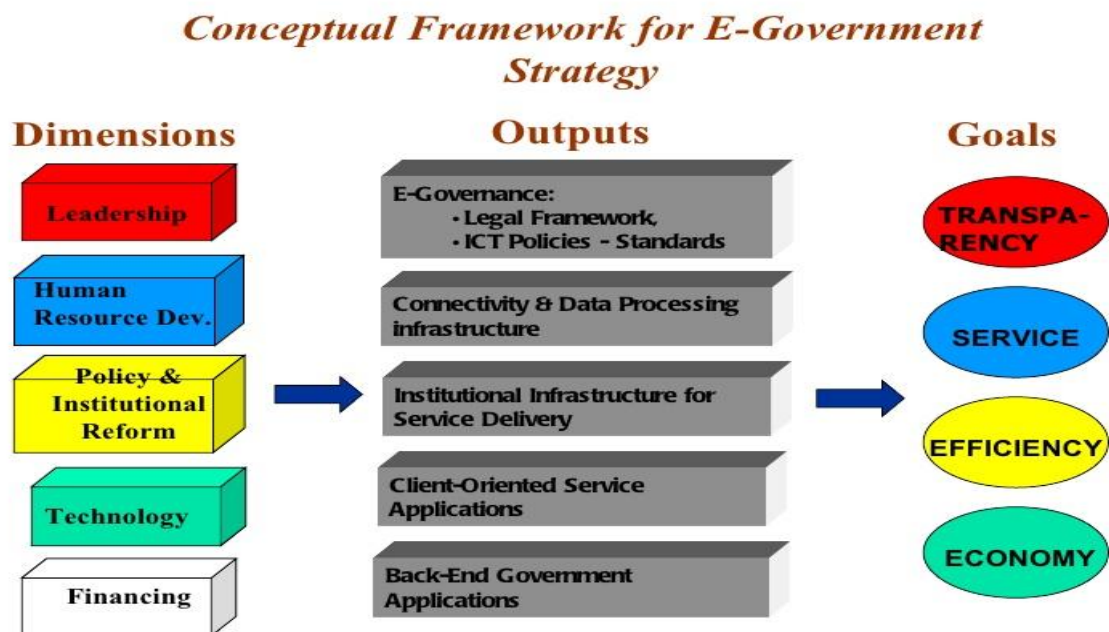 Conceptual Framework for E-Government
Strategy
Dimensions
Leadership
Human
Resource Dev.
Policy &
Institutional
Reform
Technology
Financing
Outputs
E-Governance:
• Legal Framework,
• ICT Policies - Standards
Connectivity & Data Processing
infrastructure
Institutional Infrastructure for
Service Delivery
Client-Oriented Service
Applications
Back-End Government
Applications
Goals
TRANSPA-
RENCY
SERVICE
EFFICIENCY
ECONOMY